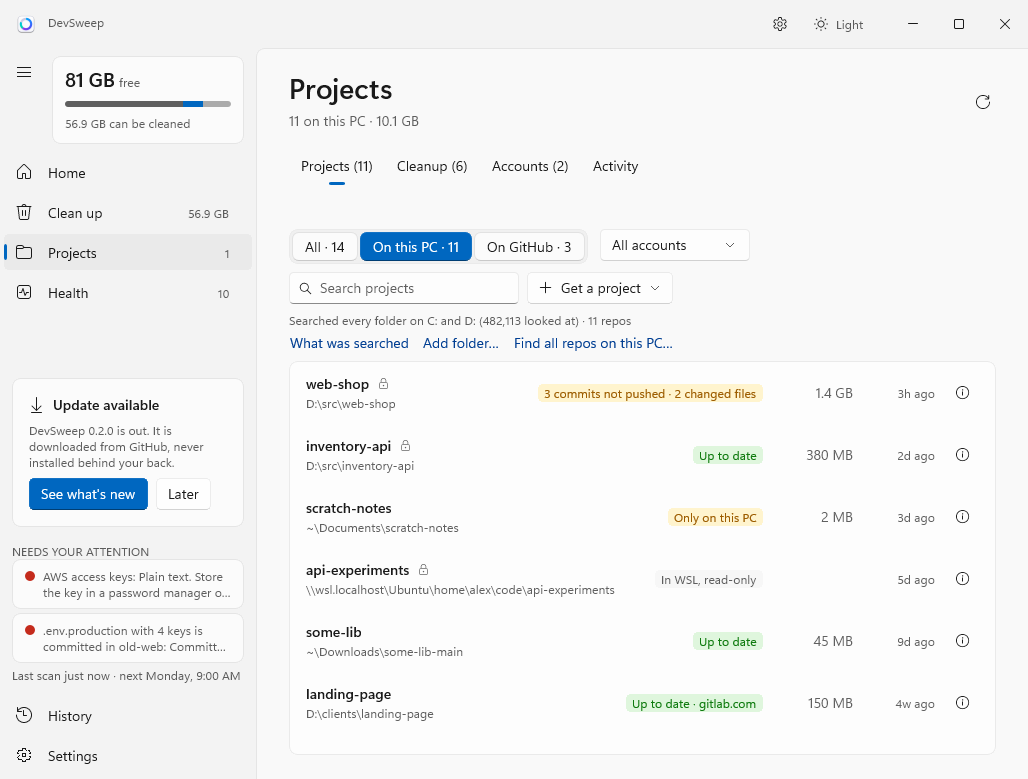 DevSweep
Light
81 GB free
56.9 GB can be cleaned
Home
Clean up 56.9 GB
Projects 1
Health 10
Update available
DevSweep 0.2.0 is out. It is
downloaded from GitHub, never
installed behind your back.
See what's new Later
NEEDS YOUR ATTENTION
AWS access keys: Plain text. Store
the key in a password manager o...
.env.production with 4 keys is
committed in old-web: Committ...
Last scan just now · next Monday, 9:00 AM
History
Settings
Projects
11 on this PC · 10.1 GB
Projects (11) Cleanup (6) Accounts (2) Activity
All · 14 On this PC · 11 On GitHub · 3 All accounts
Search projects Get a project
Searched every folder on C: and D: (482,113 looked at) · 11 repos
What was searched Add folder... Find all repos on this PC...
web-shop
D:\src\web-shop
3 commits not pushed · 2 changed files 1.4 GB 3h ago
inventory-api
D:\src\inventory-api
Up to date 380 MB 2d ago
scratch-notes
~\Documents\scratch-notes
Only on this PC 2 MB 3d ago
api-experiments
\\wsl.localhost\Ubuntu\home\alex\code\api-experiments
In WSL, read-only 5d ago
some-lib
~\Downloads\some-lib-main
Up to date 45 MB 9d ago
landing-page
D:\clients\landing-page
Up to date · gitlab.com 150 MB 4w ago